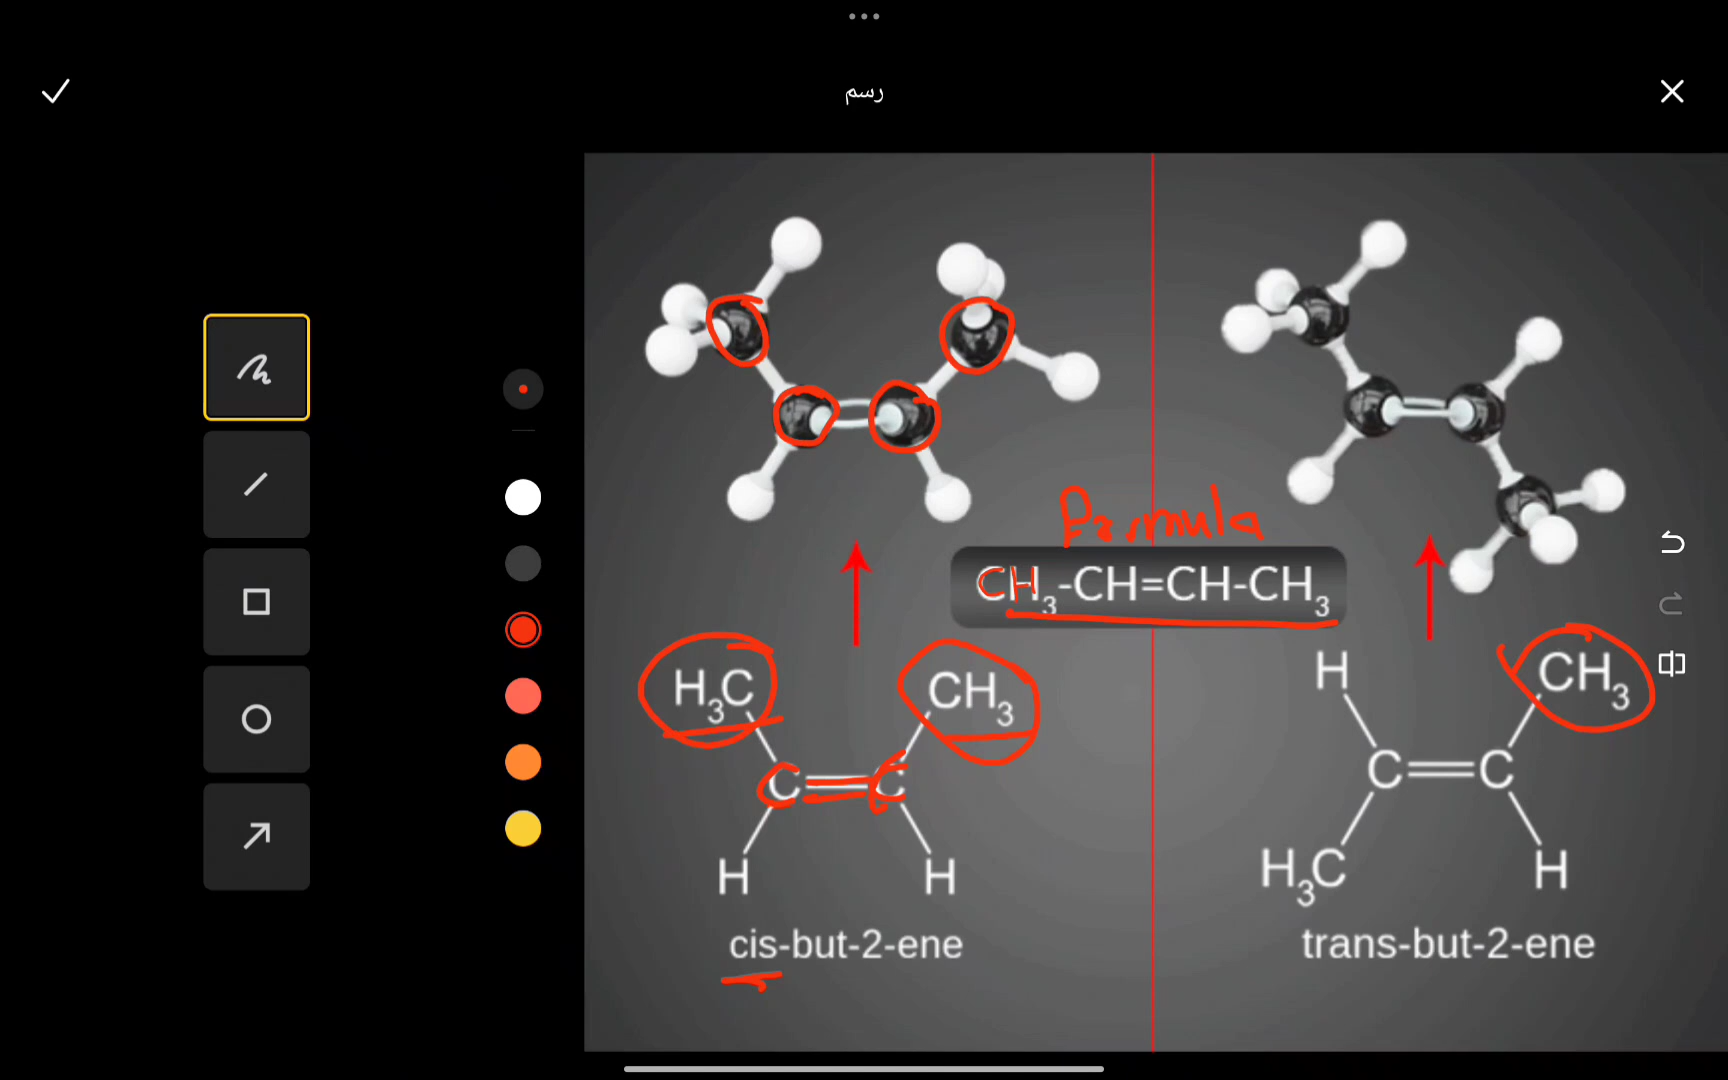 رسم
Formula
CH3-CH=CH-CH3
H3C
CH3
C
C
H
H
cis-but-2-ene
H
CH3
C
C
H3C
H
trans-but-2-ene